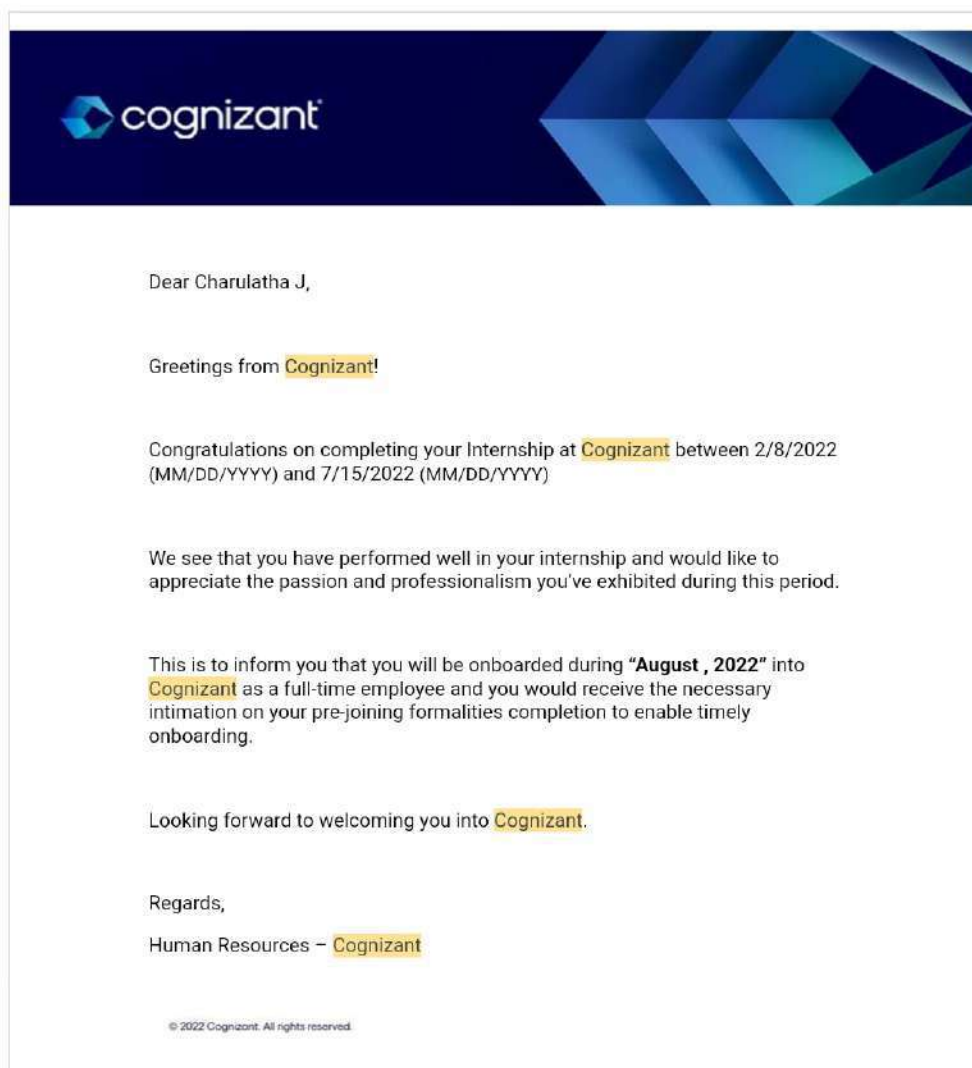 cognizant
Dear Charulatha J,
Greetings from Cognizant!
Congratulations on completing your Internship at Cognizant between 2/8/2022
(MM/DD/YYYY) and 7/15/2022 (MM/DD/YYYY)
We see that you have performed well in your internship and would like to
appreciate the passion and professionalism you've exhibited during this period.
This is to inform you that you will be onboarded during “August , 2022” into
Cognizant as a full-time employee and you would receive the necessary
intimation on your pre-joining formalities completion to enable timely
onboarding.
Looking forward to welcoming you into Cognizant.
Regards,
Human Resources – Cognizant
© 2022 Cognizant. All rights reserved.